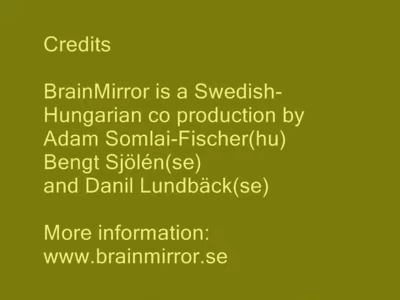 Credits
BrainMirror is a Swedish-
Hungarian co production by
Adam Somlai-Fischer(hu)
Bengt Sjölén(se)
and Danil Lundbäck(se)
More information:
www.brainmirror.se